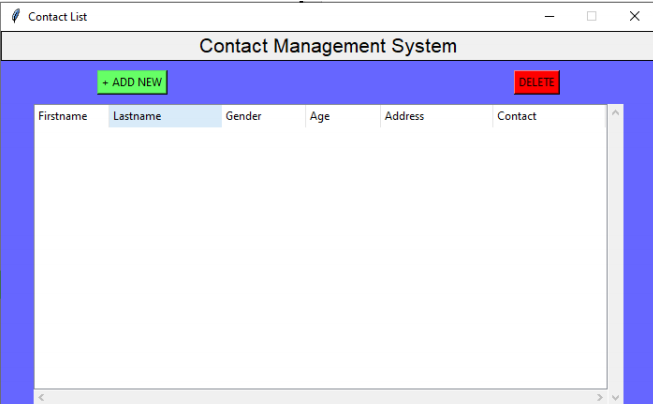 Contact List
Contact Management System
+ ADD NEW DELETE
Firstname Lastname Gender Age Address Contact